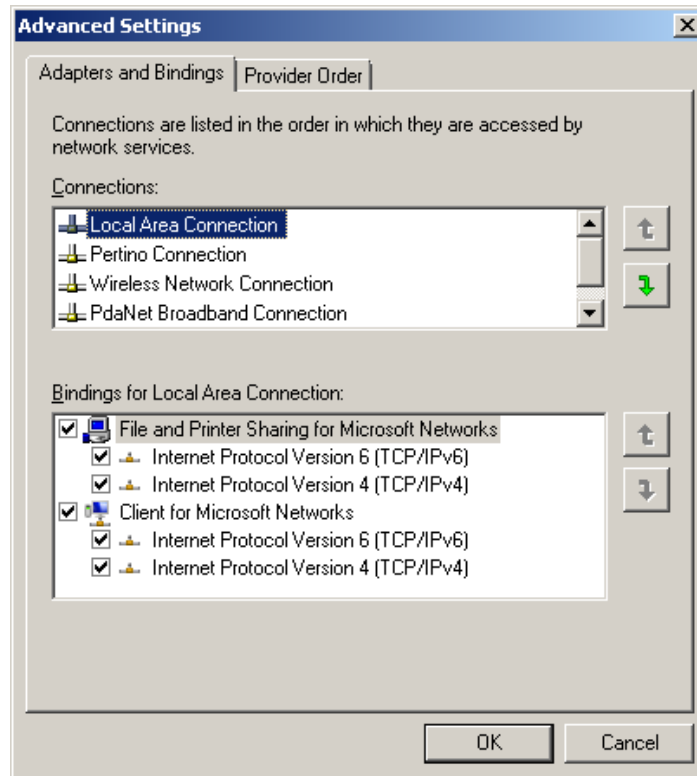 Advanced Settings
Adapters and Bindings
Provider Order
Connections are listed in the order in which they are accessed by
network services.
Connections:
Local Area Connection
Pertino Connection
Wireless Network Connection
PdaNet Broadband Connection
Bindings for Local Area Connection:
File and Printer Sharing for Microsoft Networks
Internet Protocol Version 6 (TCP/IPv6)
Internet Protocol Version 4 (TCP/IPv4)
Client for Microsoft Networks
Internet Protocol Version 6 (TCP/IPv6)
Internet Protocol Version 4 (TCP/IPv4)
OK
Cancel